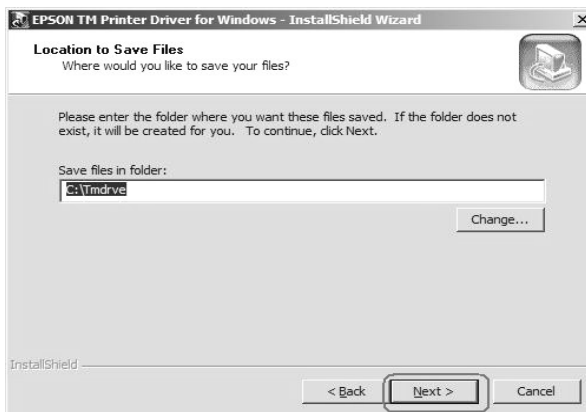 EPSON TM Printer Driver for Windows - InstallShield Wizard
Location to Save Files
Where would you like to save your files?
Please enter the folder where you want these files saved. If the folder does not
exist, it will be created for you. To continue, click Next.
Save files in folder:
C:\Tmdrve
Change...
InstallShield
< Back Next > Cancel